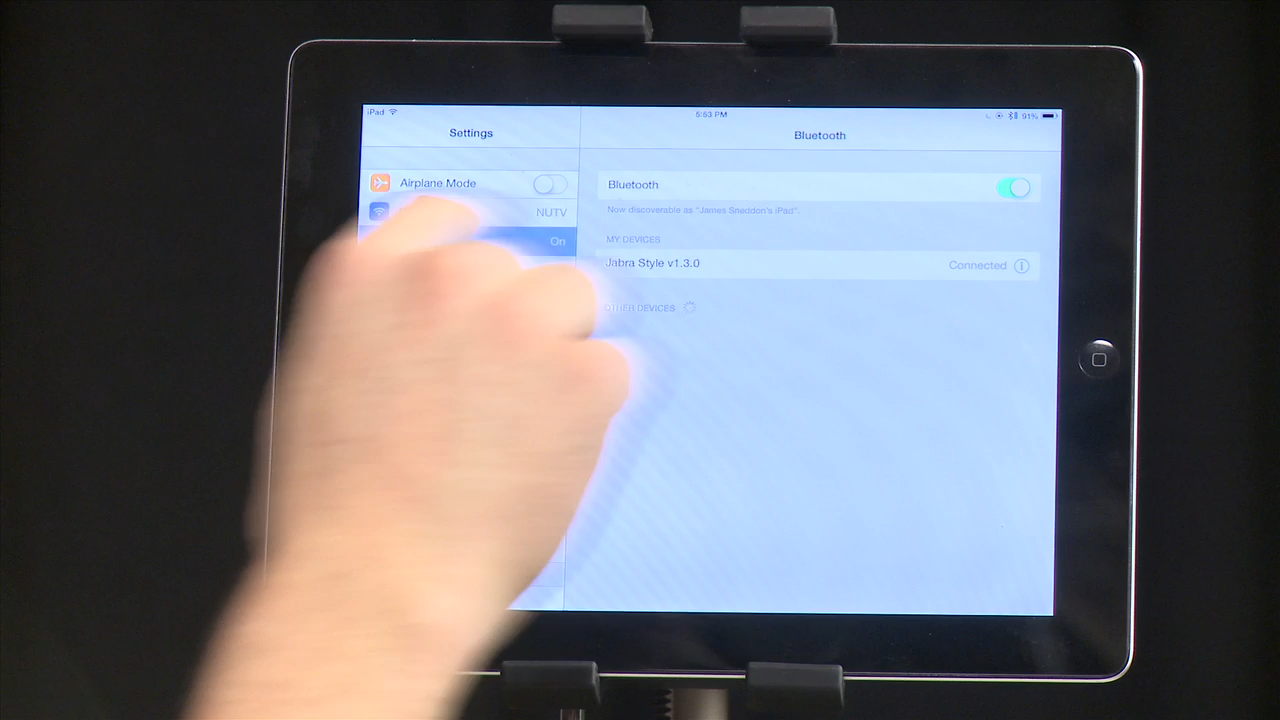 iPad 5:53 PM 91%
Settings
Bluetooth
Airplane Mode
NUTV
On
Bluetooth
Now discoverable as "James Sneddon's iPad".
MY DEVICES
Jabra Style v1.3.0 Connected
OTHER DEVICES